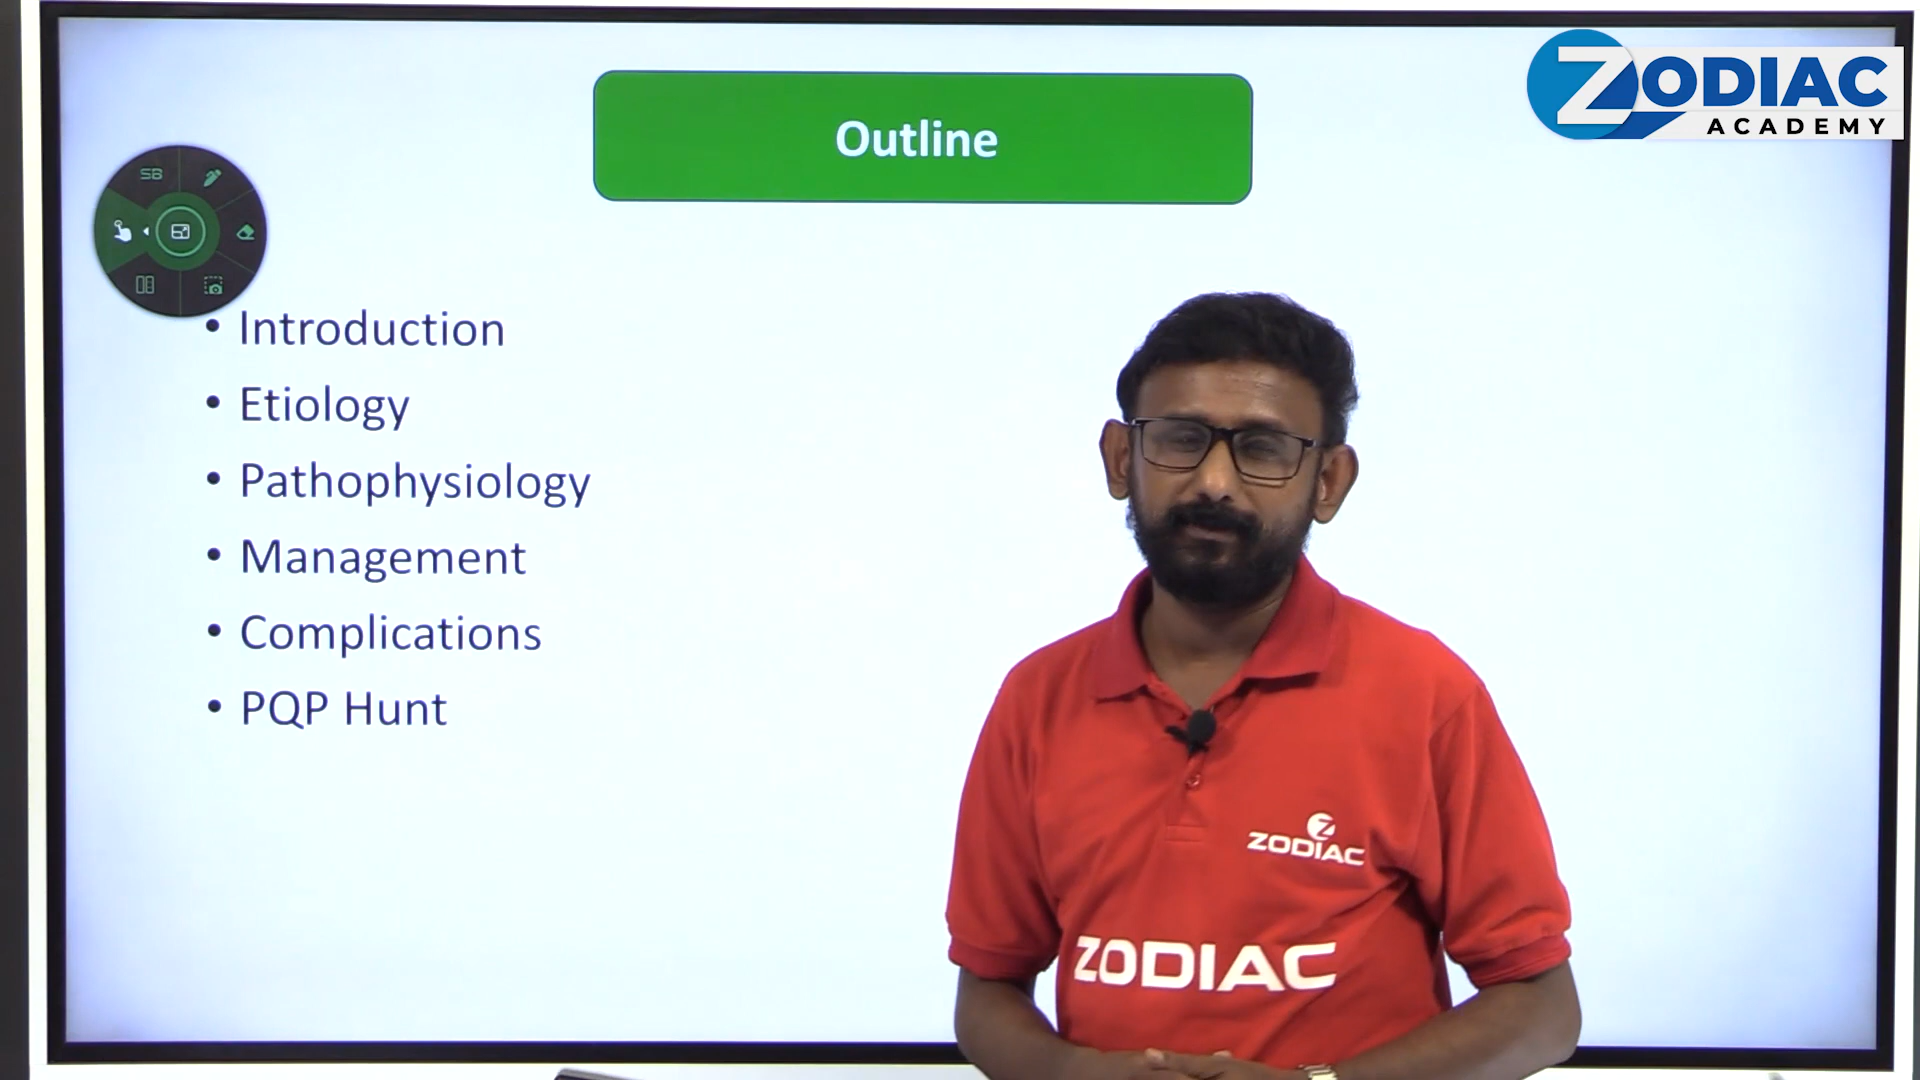 ZODIAC
ACADEMY
Outline
SB
• Introduction
• Etiology
• Pathophysiology
• Management
• Complications
• PQP Hunt
ZODIAC
ZODIAC